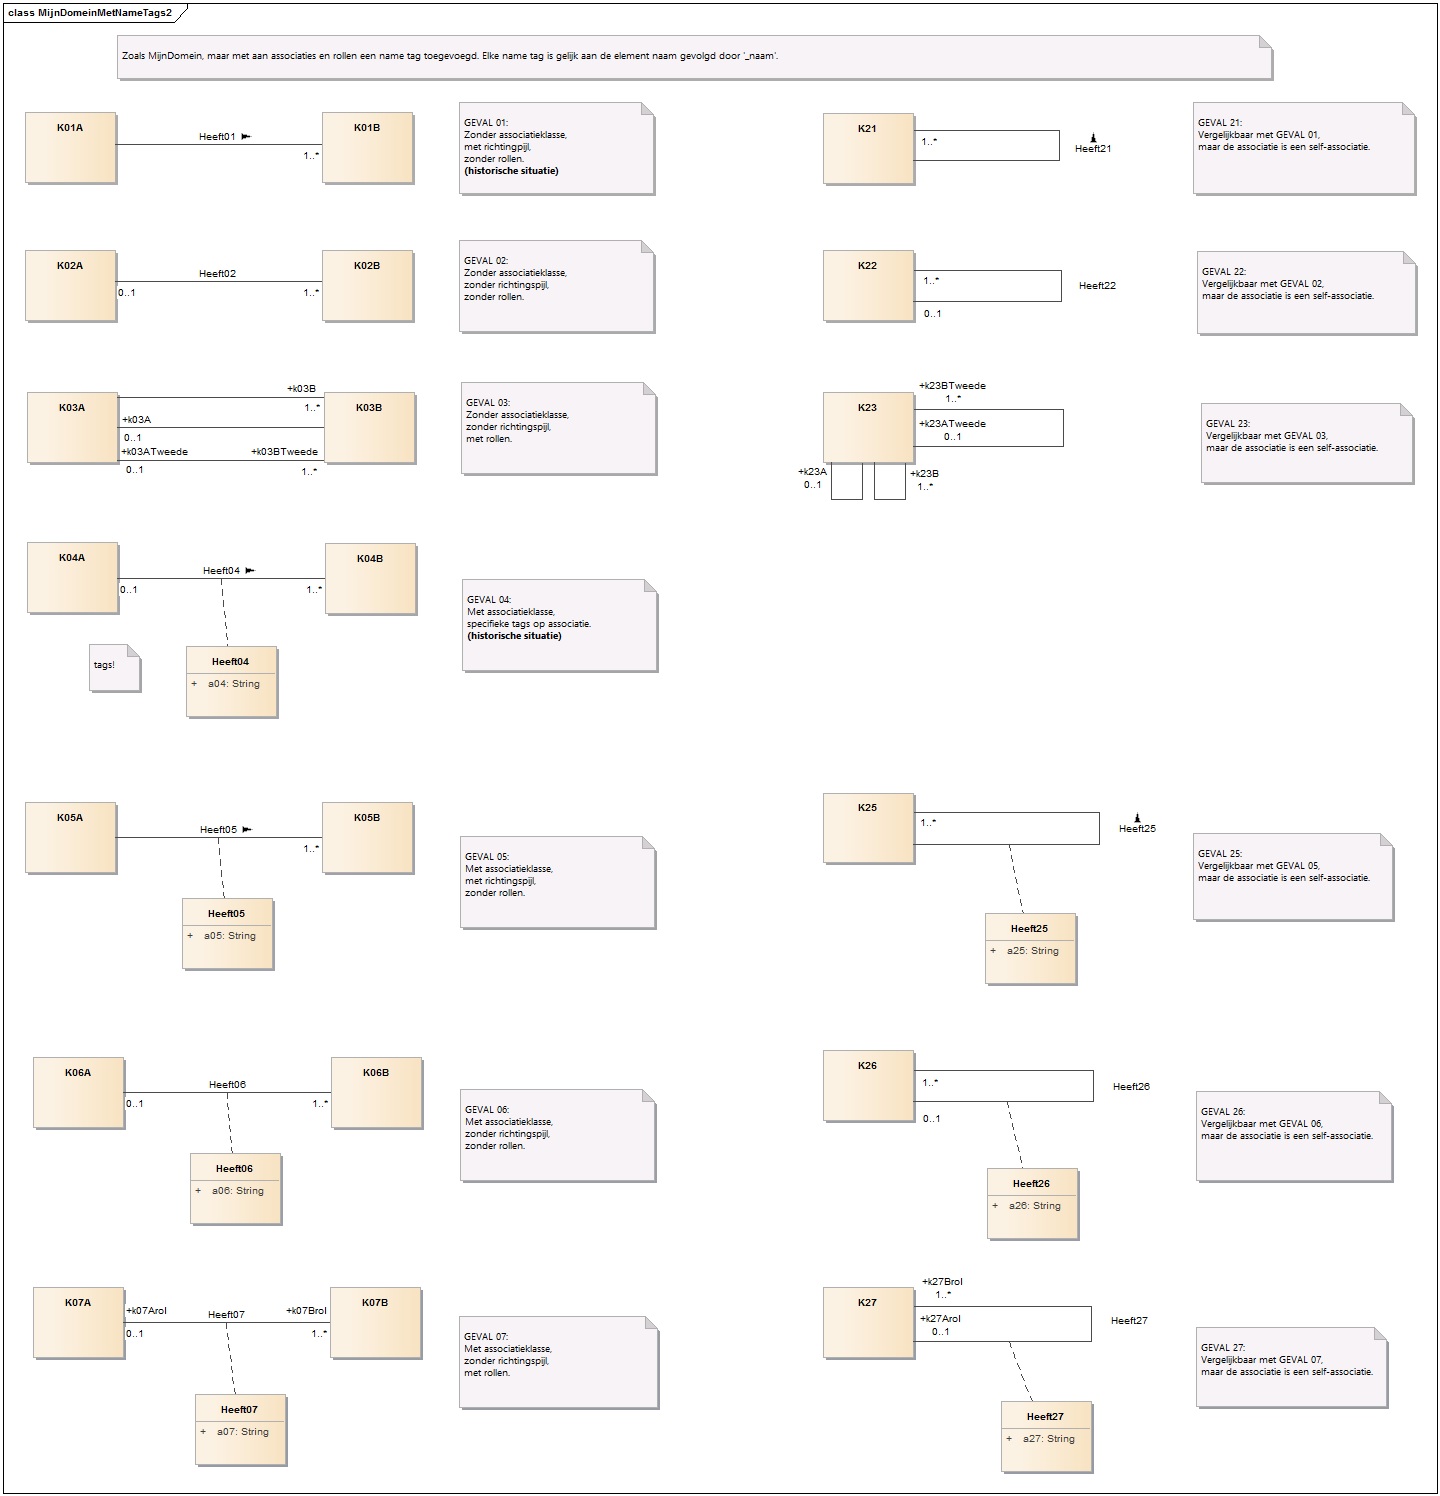 class MijnDomeinMetNameTags2
Zoals MijnDomein, maar met aan associaties en rollen een name tag toegevoegd. Elke name tag is gelijk aan de element naam gevolgd door '_naam'.
K01A
Heeft01
1..*
K01B
GEVAL 01:
Zonder associatieklasse,
met richtingpijl,
zonder rollen.
(historische situatie)
K21
1..*
Heeft21
GEVAL 21:
Vergelijkbaar met GEVAL 01,
maar de associatie is een self-associatie.
K02A
0..1
Heeft02
1..*
K02B
GEVAL 02:
Zonder associatieklasse,
zonder richtingspijl,
zonder rollen.
K22
1..*
0..1
Heeft22
GEVAL 22:
Vergelijkbaar met GEVAL 02,
maar de associatie is een self-associatie.
K03A
+k03B
1..*
+k03A
0..1
+k03ATweede
0..1
+k03BTweede
1..*
K03B
GEVAL 03:
Zonder associatieklasse,
zonder richtingspijl,
met rollen.
K23
+k23BTweede
1..*
+k23ATweede
0..1
+k23A
0..1
+k23B
1..*
GEVAL 23:
Vergelijkbaar met GEVAL 03,
maar de associatie is een self-associatie.
K04A
0..1
Heeft04
1..*
K04B
tags!
Heeft04
+ a04: String
GEVAL 04:
Met associatieklasse,
specifieke tags op associatie.
(historische situatie)
K05A
Heeft05
1..*
K05B
Heeft05
+ a05: String
GEVAL 05:
Met associatieklasse,
met richtingspijl,
zonder rollen.
K25
1..*
Heeft25
Heeft25
+ a25: String
GEVAL 25:
Vergelijkbaar met GEVAL 05,
maar de associatie is een self-associatie.
K06A
0..1
Heeft06
1..*
K06B
Heeft06
+ a06: String
GEVAL 06:
Met associatieklasse,
zonder richtingspijl,
zonder rollen.
K26
1..*
0..1
Heeft26
Heeft26
+ a26: String
GEVAL 26:
Vergelijkbaar met GEVAL 06,
maar de associatie is een self-associatie.
K07A
+k07Arol
0..1
Heeft07
+k07Brol
1..*
K07B
Heeft07
+ a07: String
GEVAL 07:
Met associatieklasse,
zonder richtingspijl,
met rollen.
K27
+k27Brol
1..*
+k27Arol
0..1
Heeft27
Heeft27
+ a27: String
GEVAL 27:
Vergelijkbaar met GEVAL 07,
maar de associatie is een self-associatie.